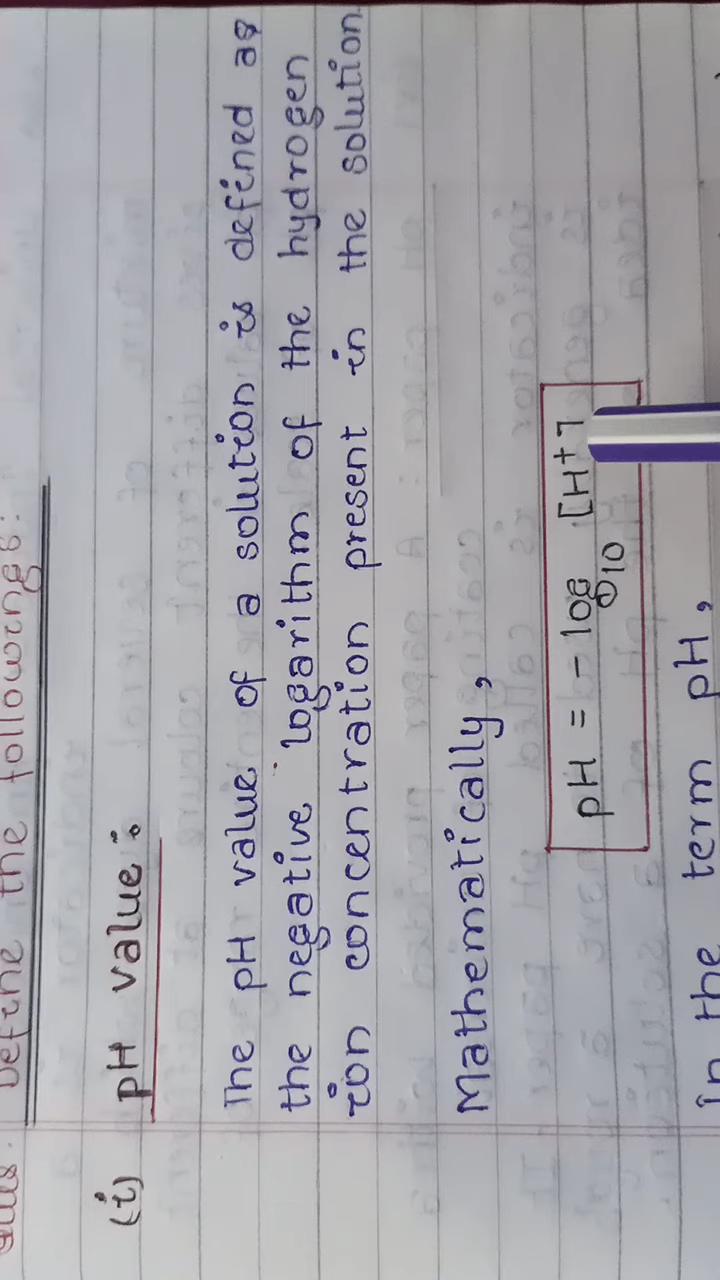 Define the followings:
(i) pH value:
The pH value of a solution is defined as
the negative logarithm of the hydrogen
ion concentration present in the solution.
Mathematically,
pH = - log₁₀ [H+]
In the term pH,